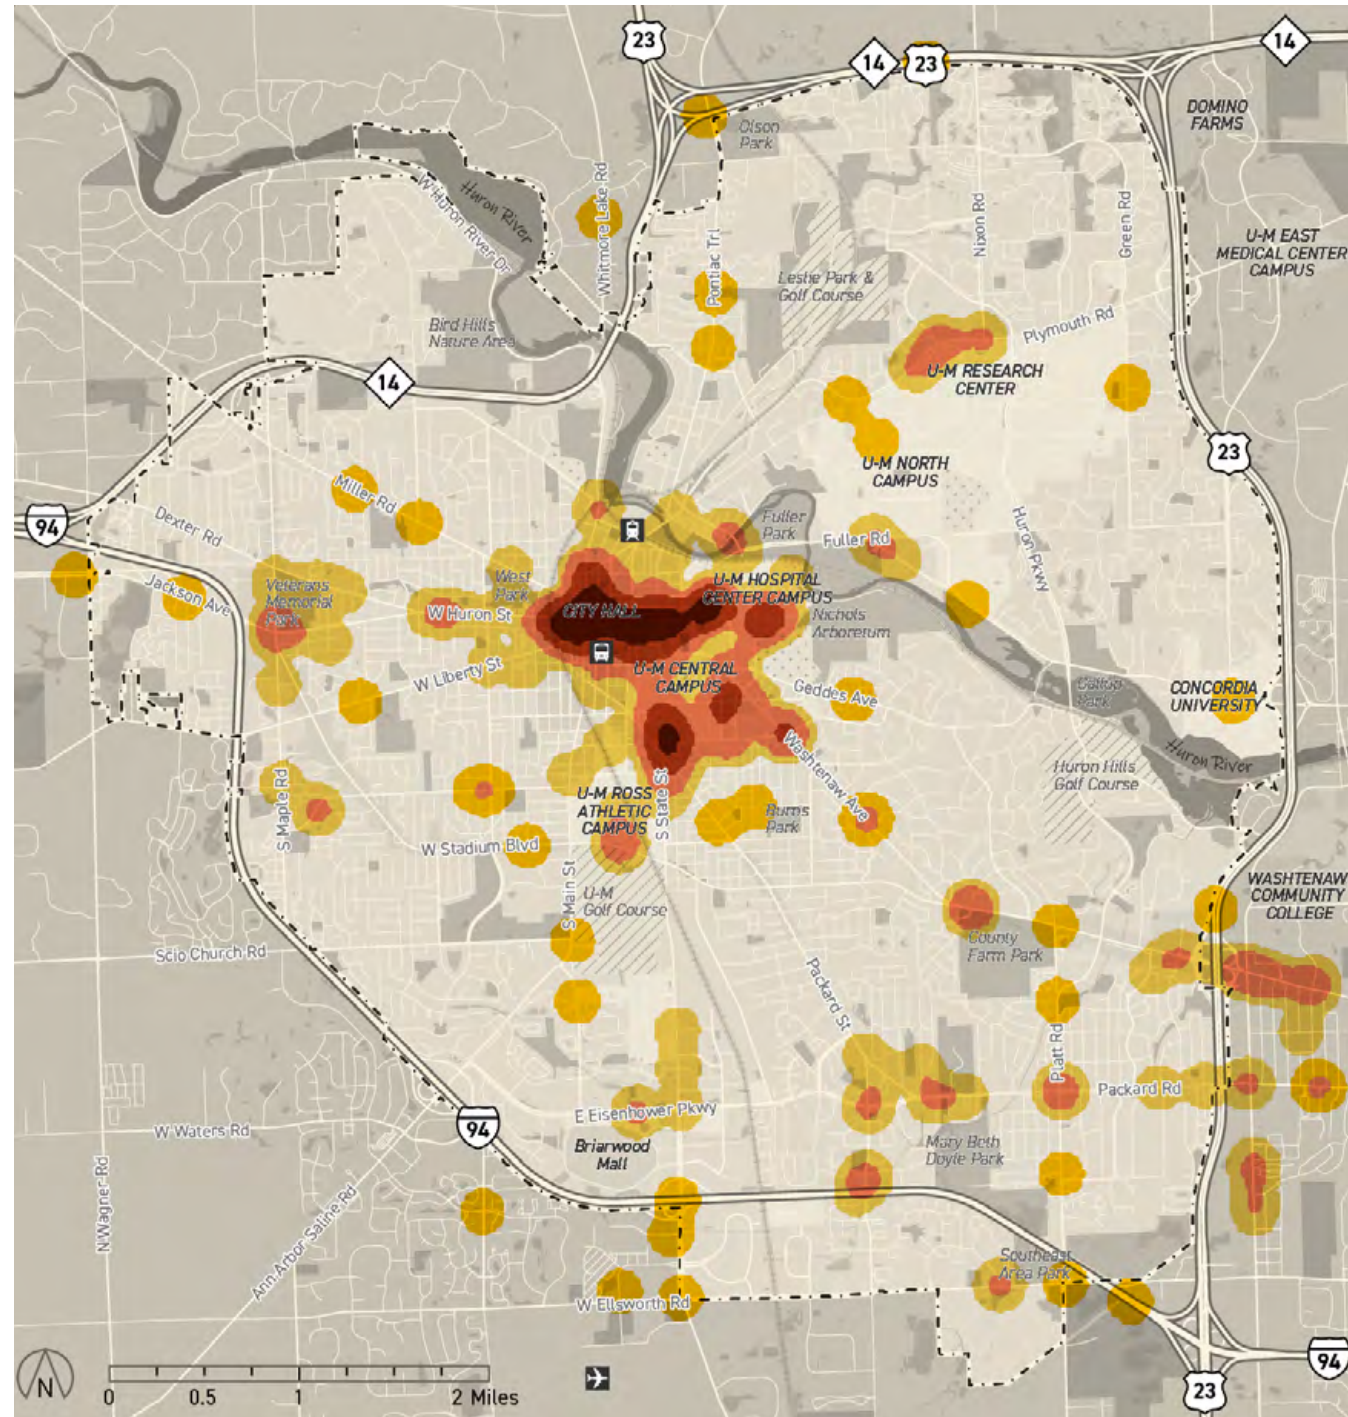 23
14
23
14
DOMINO
FARMS
Olson
Park
Huron River
W Huron River Dr
Whitmore Lake Rd
Pontiac Trl
Nixon Rd
Green Rd
U-M EAST
MEDICAL CENTER
CAMPUS
Leslie Park &
Golf Course
Bird Hills
Nature Area
Plymouth Rd
14
U-M RESEARCH
CENTER
23
U-M NORTH
CAMPUS
Miller Rd
94
Dexter Rd
Fuller
Park
Fuller Rd
Huron Pkwy
Jackson Ave
Veterans
Memorial
Park
West
Park
W Huron St
CITY HALL
U-M HOSPITAL
CENTER CAMPUS
Nichols
Arboretum
W Liberty St
U-M CENTRAL
CAMPUS
Geddes Ave
Gallup
Park
CONCORDIA
UNIVERSITY
Huron River
Washtenaw Ave
Huron Hills
Golf Course
S Maple Rd
U-M ROSS
ATHLETIC
CAMPUS
S State St
Burns
Park
W Stadium Blvd
S Main St
U-M
Golf Course
WASHTENAW
COMMUNITY
COLLEGE
Scio Church Rd
County
Farm Park
Packard St
Platt Rd
Packard Rd
E Eisenhower Pkwy
94
W Waters Rd
Briarwood
Mall
Mary Beth
Doyle Park
N Wagner Rd
Ann Arbor Saline Rd
Southeast
Area Park
W Ellsworth Rd
94
23
N
0 0.5 1 2 Miles